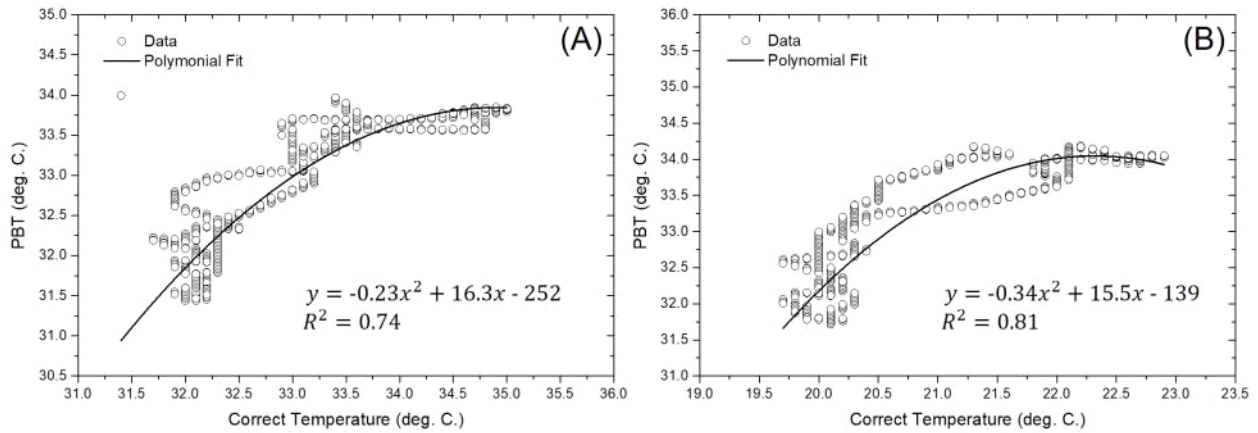 35.0
34.5
34.0
33.5
33.0
32.5
32.0
31.5
31.0
30.5
PBT (deg. C.)
Data
Polymonial Fit
(A)
y = -0.23x² + 16.3x - 252
R² = 0.74
31.0 31.5 32.0 32.5 33.0 33.5 34.0 34.5 35.0 35.5 36.0
Correct Temperature (deg. C.)
36.0
35.5
35.0
34.5
34.0
33.5
33.0
32.5
32.0
31.5
31.0
PBT (deg. C.)
Data
Polynomial Fit
(B)
y = -0.34x² + 15.5x - 139
R² = 0.81
19.0 19.5 20.0 20.5 21.0 21.5 22.0 22.5 23.0 23.5
Correct Temperature (deg. C.)